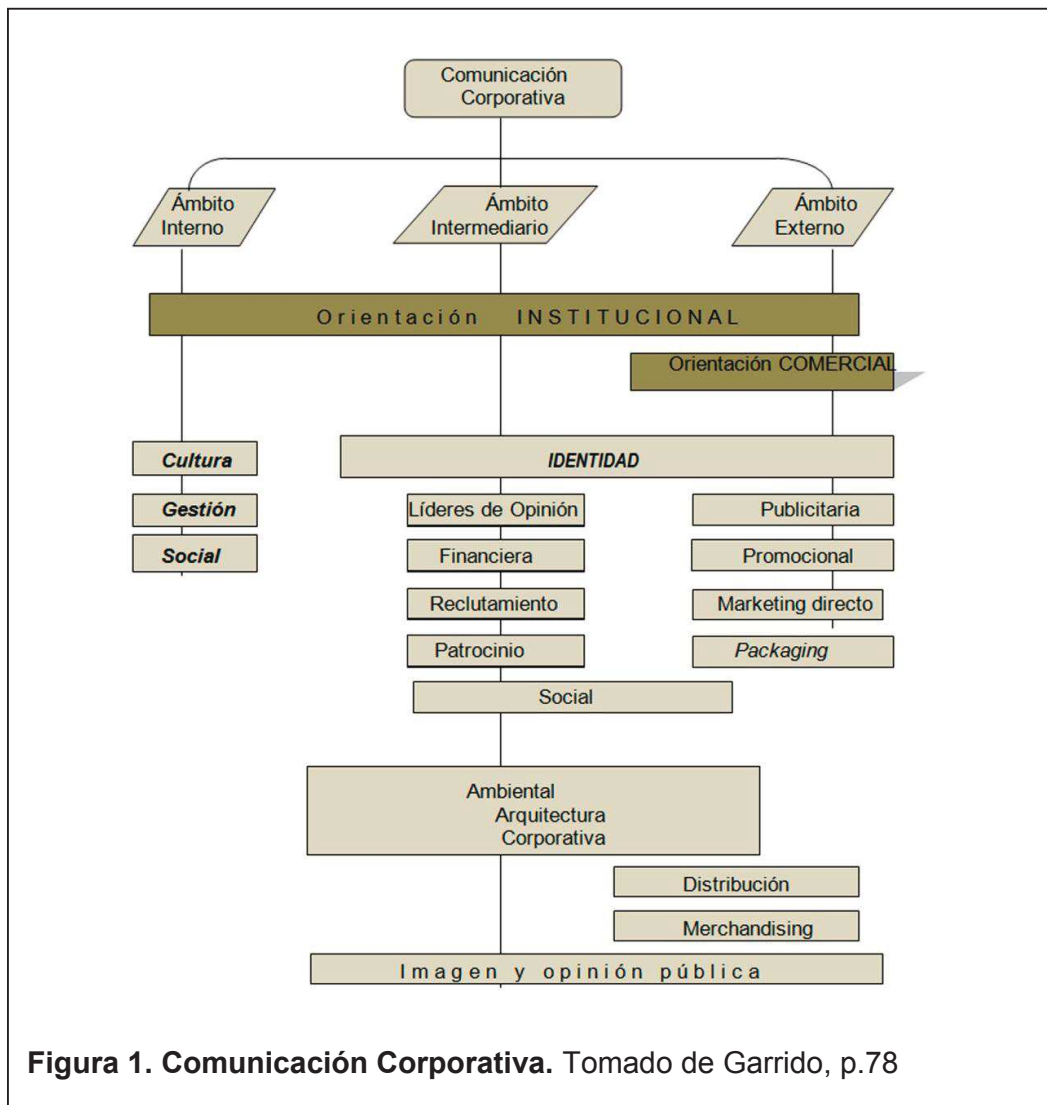 Comunicación
Corporativa
Ámbito
Interno
Ámbito
Intermediario
Ámbito
Externo
Orientación INSTITUCIONAL
Orientación COMERCIAL
Cultura
Gestión
Social
IDENTIDAD
Líderes de Opinión
Financiera
Reclutamiento
Patrocinio
Publicitaria
Promocional
Marketing directo
Packaging
Social
Ambiental
Arquitectura
Corporativa
Distribución
Merchandising
Imagen y opinión pública
Figura 1. Comunicación Corporativa. Tomado de Garrido, p.78